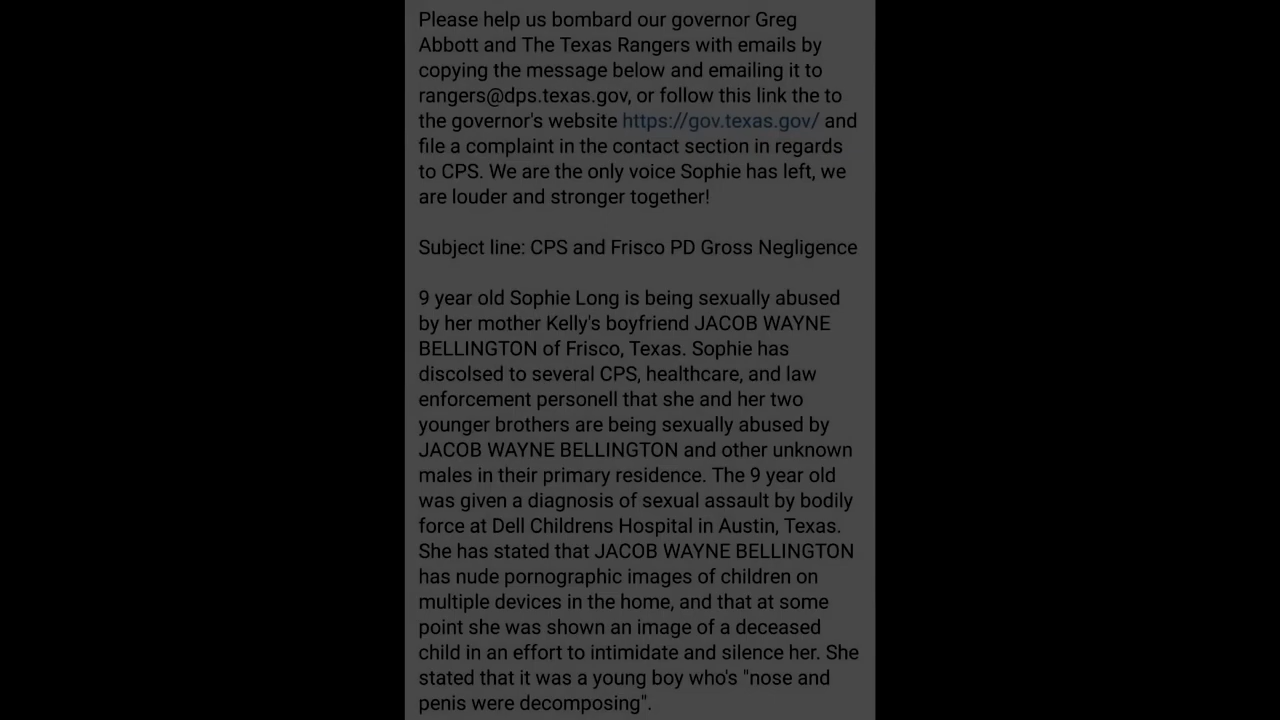 Please help us bombard our governor Greg
Abbott and The Texas Rangers with emails by
copying the message below and emailing it to
rangers@dps.texas.gov, or follow this link the to
the governor's website https://gov.texas.gov/ and
file a complaint in the contact section in regards
to CPS. We are the only voice Sophie has left, we
are louder and stronger together!
Subject line: CPS and Frisco PD Gross Negligence
9 year old Sophie Long is being sexually abused
by her mother Kelly's boyfriend JACOB WAYNE
BELLINGTON of Frisco, Texas. Sophie has
discolsed to several CPS, healthcare, and law
enforcement personell that she and her two
younger brothers are being sexually abused by
JACOB WAYNE BELLINGTON and other unknown
males in their primary residence. The 9 year old
was given a diagnosis of sexual assault by bodily
force at Dell Childrens Hospital in Austin, Texas.
She has stated that JACOB WAYNE BELLINGTON
has nude pornographic images of children on
multiple devices in the home, and that at some
point she was shown an image of a deceased
child in an effort to intimidate and silence her. She
stated that it was a young boy who's "nose and
penis were decomposing".